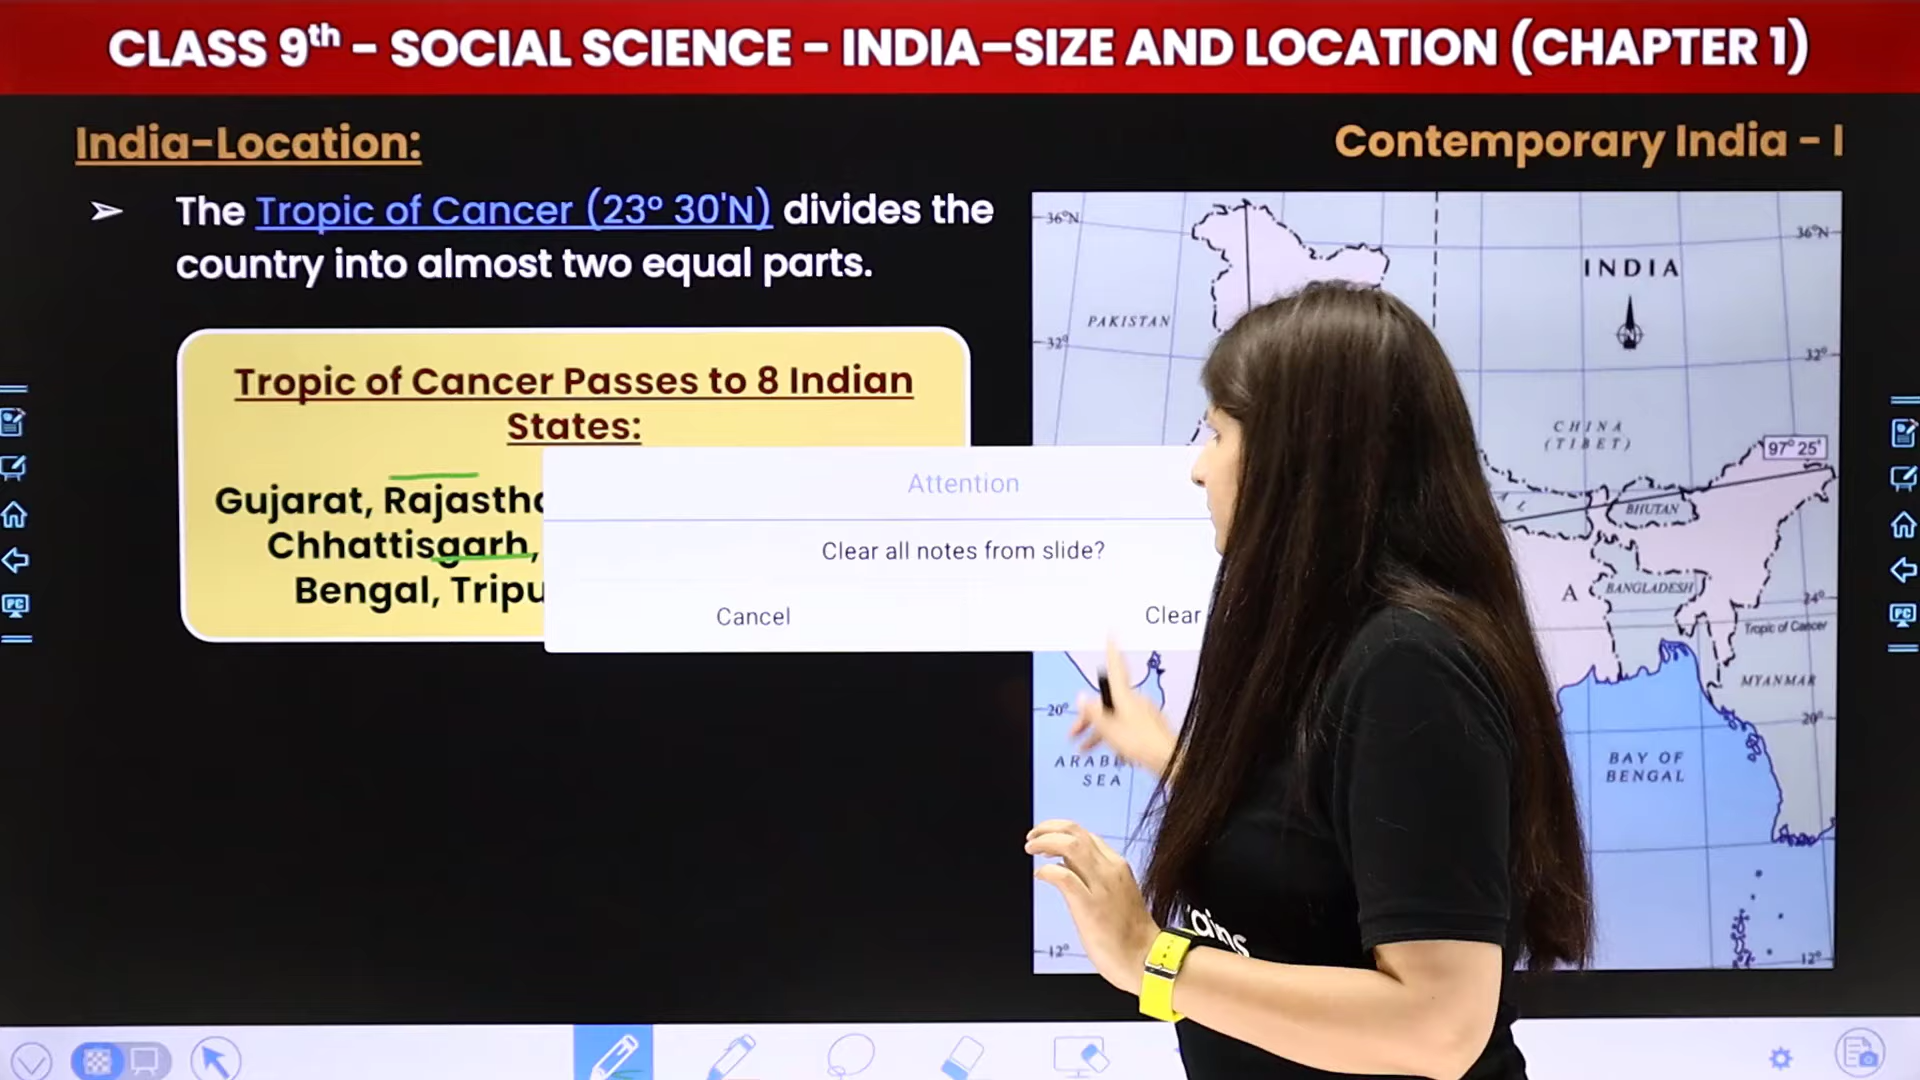 CLASS 9th - SOCIAL SCIENCE - INDIA–SIZE AND LOCATION (CHAPTER 1)
India-Location:
Contemporary India - I
➢ The Tropic of Cancer (23° 30'N) divides the
country into almost two equal parts.
Tropic of Cancer Passes to 8 Indian
States:
Gujarat,
Chhattisgarh,
Bengal,
Attention
Clear all notes from slide?
Cancel
Clear
36°N
36°N
INDIA
N
PAKISTAN
32°
32°
CHINA
(TIBET)
97° 25'
BHUTAN
A
BANGLADESH
24°
Tropic of Cancer
MYANMAR
20°
20°
SEA
BAY OF
BENGAL
12°
12°
PC
PC